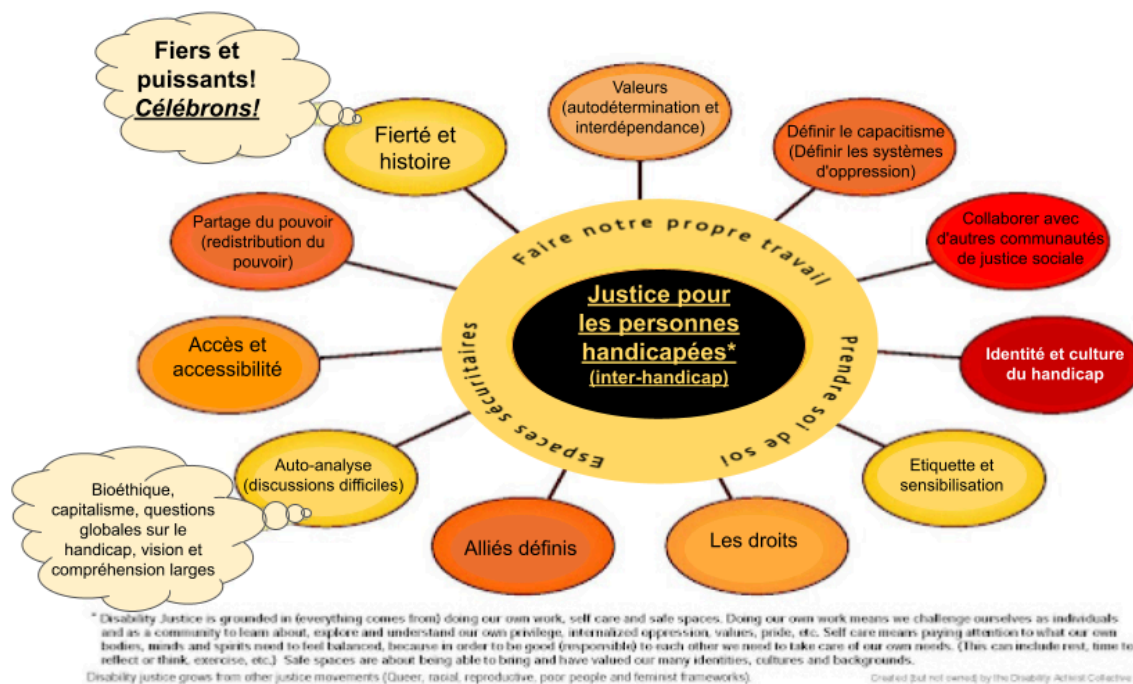 Fiers et
puissants!
Célébrons!
Fierté et
histoire
Valeurs
(autodétermination et
interdépendance)
Définir le capacitisme
(Définir les systèmes
d'oppression)
Partage du pouvoir
(redistribution du
pouvoir)
Collaborer avec
d'autres communautés
de justice sociale
Faire notre propre travail
Justice pour
les personnes
handicapées*
(inter-handicap)
Espaces sécuritaires
Prendre soi de soi
Accès et
accessibilité
Identité et culture
du handicap
Auto-analyse
(discussions difficiles)
Etiquette et
sensibilisation
Bioéthique,
capitalisme, questions
globales sur le
handicap, vision et
compréhension larges
Alliés définis
Les droits
* Disability Justice is grounded in (everything comes from) doing our own work, self care and safe spaces. Doing our own work means we challenge ourselves as individuals
and as a community to learn about, explore and understand our own privilege, internalized oppression, values, pride, etc. Self care means paying attention to what our own
bodies, minds and spirits need to feel balanced, because in order to be good (responsible) to each other we need to take care of our own needs. (This can include rest, time to
reflect or think, exercise, etc.) Safe spaces are about being able to bring and have valued our many identities, cultures and backgrounds.
Disability justice grows from other justice movements (Queer, racial, reproductive, poor people and feminist frameworks).
Created (but not owned) by the Disability Activist Collective